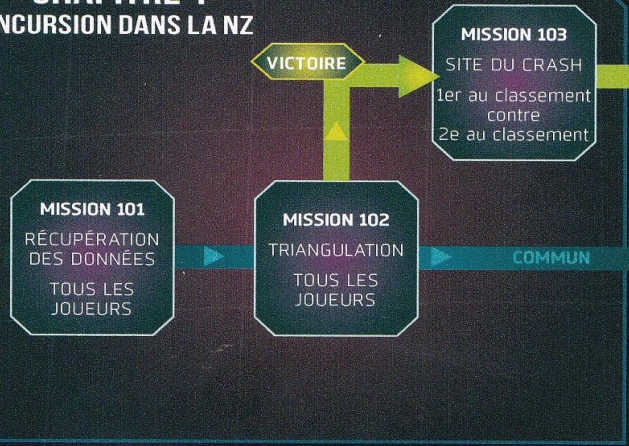 NCURSION DANS LA NZ
VICTOIRE
MISSION 103
SITE DU CRASH
1er au classement
contre
2e au classement
MISSION 101
RÉCUPÉRATION
DES DONNÉES
TOUS LES
JOUEURS
MISSION 102
TRIANGULATION
TOUS LES
JOUEURS
COMMUN